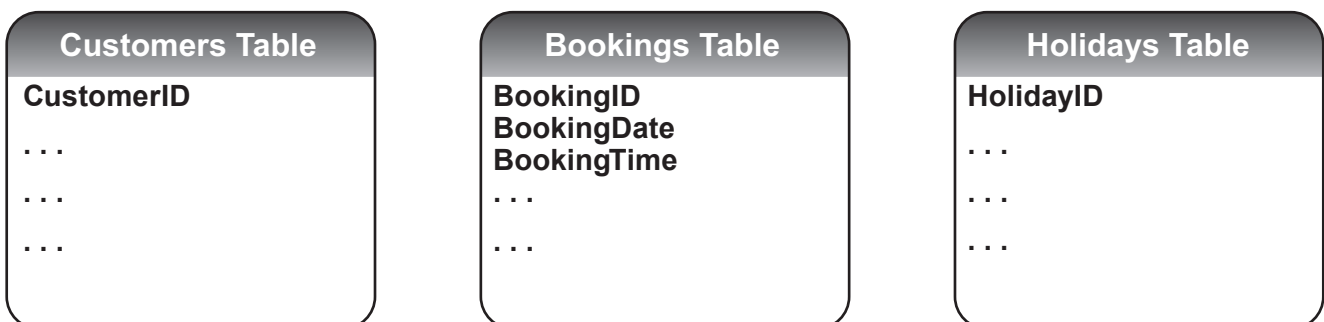 Customers Table
CustomerID
. . .
. . .
. . .
Bookings Table
BookingID
BookingDate
BookingTime
. . .
. . .
Holidays Table
HolidayID
. . .
. . .
. . .